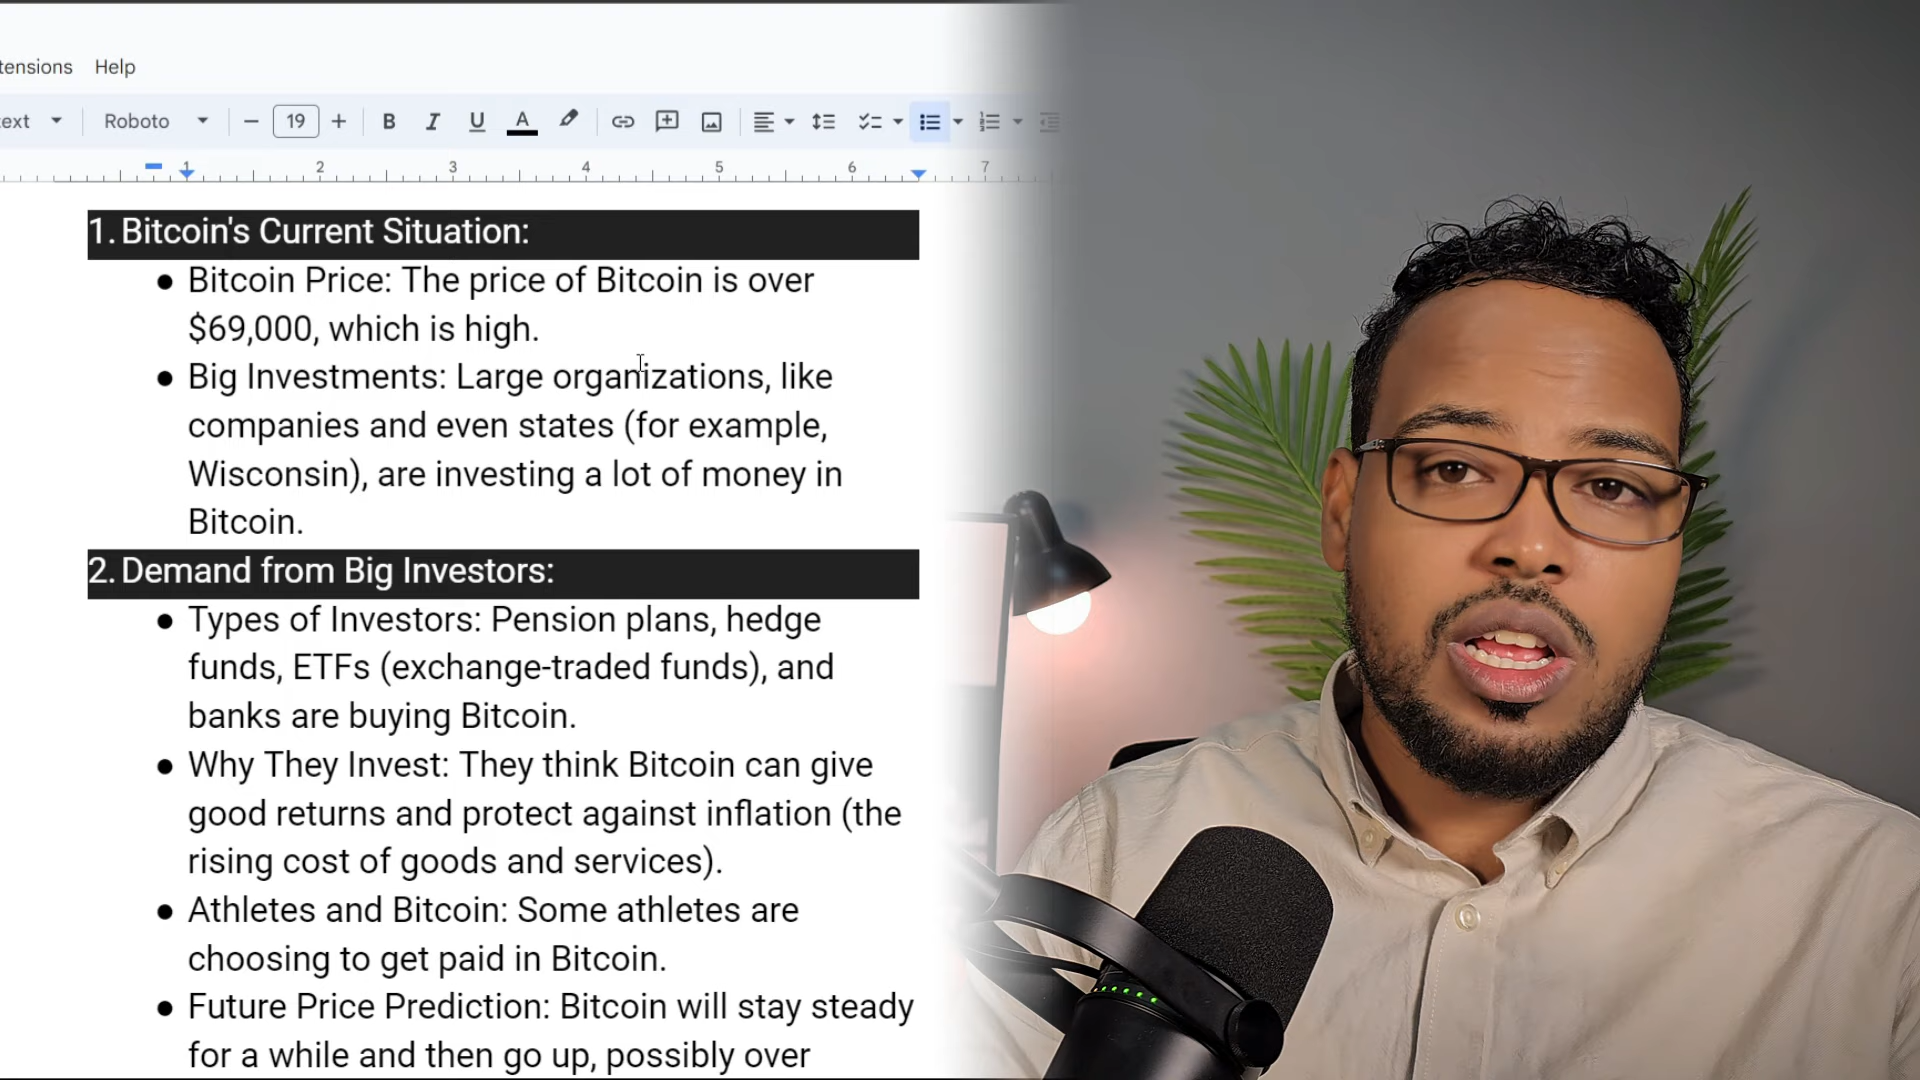 tensions Help
ext Roboto 19
1 2 3 4 5 6 7
1. Bitcoin's Current Situation:
● Bitcoin Price: The price of Bitcoin is over
$69,000, which is high.
● Big Investments: Large organizations, like
companies and even states (for example,
Wisconsin), are investing a lot of money in
Bitcoin.
2. Demand from Big Investors:
● Types of Investors: Pension plans, hedge
funds, ETFs (exchange-traded funds), and
banks are buying Bitcoin.
● Why They Invest: They think Bitcoin can give
good returns and protect against inflation (the
rising cost of goods and services).
● Athletes and Bitcoin: Some athletes are
choosing to get paid in Bitcoin.
● Future Price Prediction: Bitcoin will stay steady
for a while and then go up, possibly over